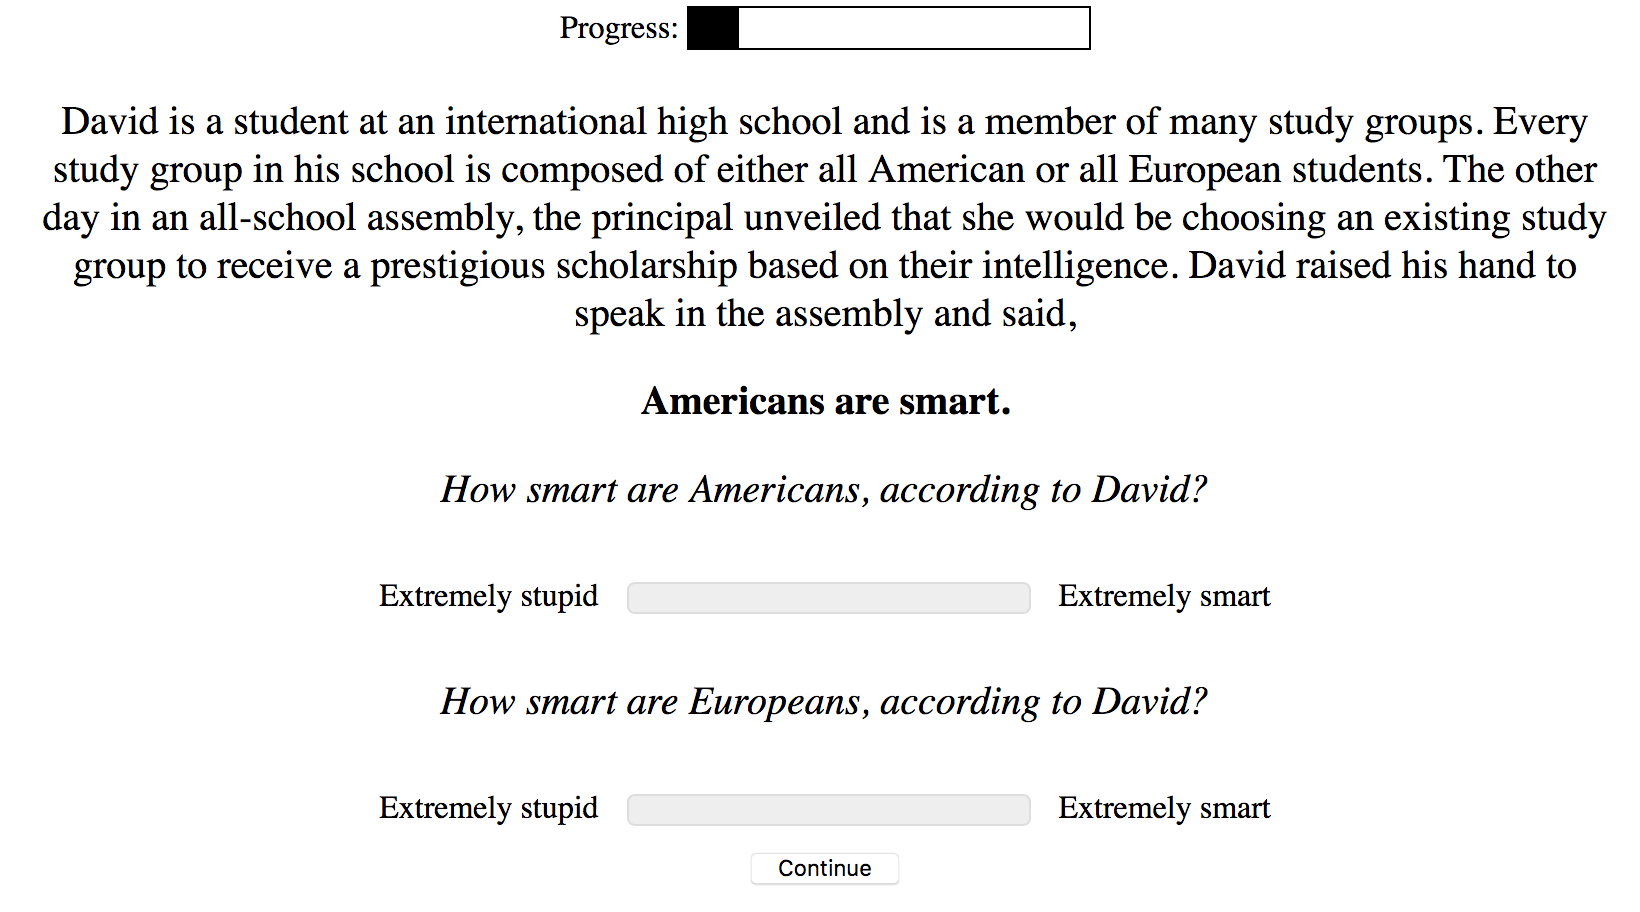 Progress:
David is a student at an international high school and is a member of many study groups. Every
study group in his school is composed of either all American or all European students. The other
day in an all-school assembly, the principal unveiled that she would be choosing an existing study
group to receive a prestigious scholarship based on their intelligence. David raised his hand to
speak in the assembly and said,
Americans are smart.
How smart are Americans, according to David?
Extremely stupid Extremely smart
How smart are Europeans, according to David?
Extremely stupid Extremely smart
Continue